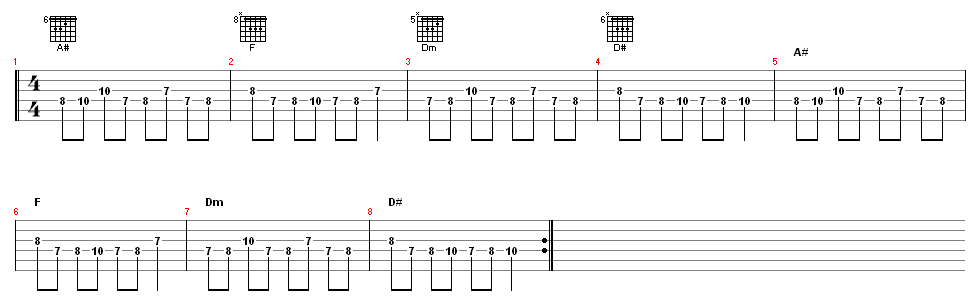 6 8 x 5 x 6 x
A# F Dm D#
A#
1 2 3 4 5
4
4
8 10 10 7 8 7 7 8 8 7 8 10 7 8 7 7 8 10 7 8 7 7 8 8 7 8 10 7 8 10 8 10 10 7 8 7 7 8
F Dm D#
6 7 8
8 7 8 10 7 8 7 7 8 10 7 8 7 7 8 8 7 8 10 7 8 10